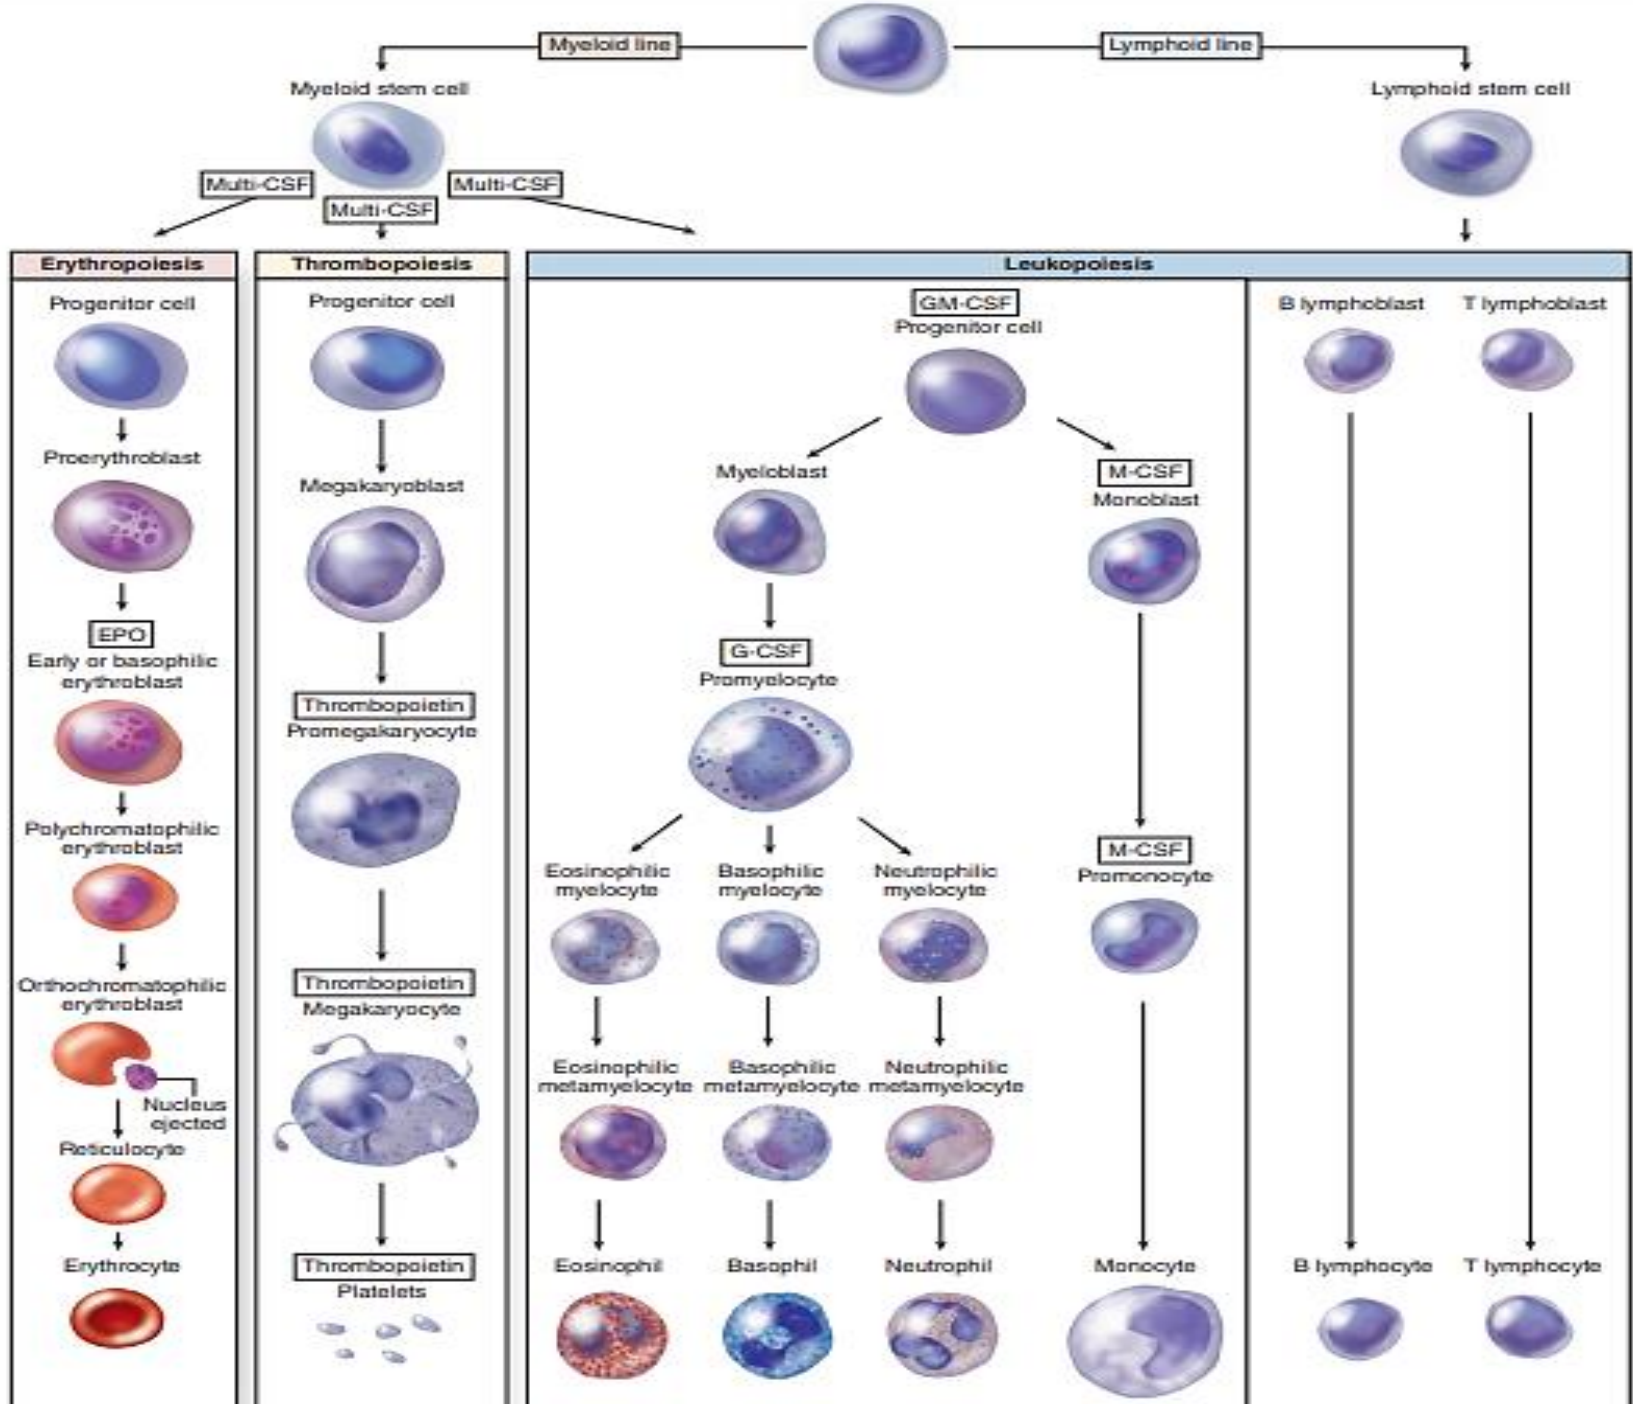 Myeloid line
Lymphoid line
Myeloid stem cell
Lymphoid stem cell
Multi-CSF
Multi-CSF
Multi-CSF
Erythropoiesis
Progenitor cell
Proerythroblast
EPO
Early or basophilic
erythroblast
Polychromatophilic
erythroblast
Orthochromatophilic
erythroblast
Nucleus
ejected
Reticulocyte
Erythrocyte
Thrombopoiesis
Progenitor cell
Megakaryoblast
Thrombopoietin
Promegakaryocyte
Thrombopoietin
Megakaryocyte
Thrombopoietin
Platelets
Leukopoiesis
GM-CSF
Progenitor cell
Myeloblast
G-CSF
Promyelocyte
Eosinophilic
myelocyte
Basophilic
myelocyte
Neutrophilic
myelocyte
Eosinophilic
metamyelocyte
Basophilic
metamyelocyte
Neutrophilic
metamyelocyte
Eosinophil
Basophil
Neutrophil
M-CSF
Monoblast
M-CSF
Promonocyte
Monocyte
B lymphoblast
T lymphoblast
B lymphocyte
T lymphocyte